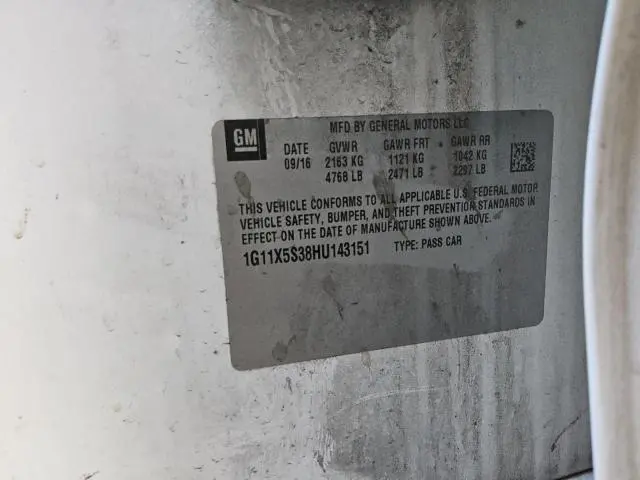 GM
MFD BY GENERAL MOTORS LLC
DATE GVWR GAWR FRT GAWR RR
09/16 2163 KG 1121 KG 1042 KG
4768 LB 2471 LB 2297 LB
THIS VEHICLE CONFORMS TO ALL APPLICABLE U.S. FEDERAL MOTOR
VEHICLE SAFETY, BUMPER, AND THEFT PREVENTION STANDARDS IN
EFFECT ON THE DATE OF MANUFACTURE SHOWN ABOVE.
1G11X5S38HU143151 TYPE: PASS CAR